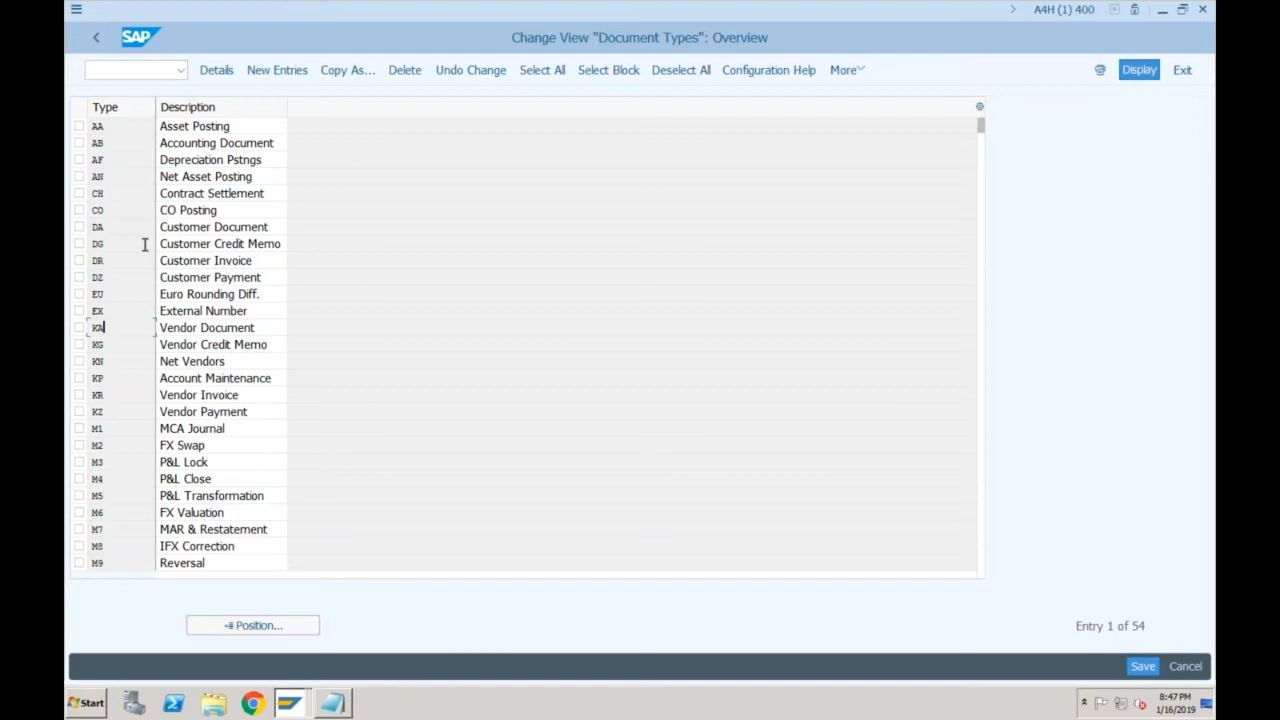 A4H (1) 400
SAP
Change View "Document Types": Overview
Details New Entries Copy As... Delete Undo Change Select All Select Block Deselect All Configuration Help More Display Exit
Type Description
AA Asset Posting
AB Accounting Document
AF Depreciation Pstngs
AN Net Asset Posting
CH Contract Settlement
CO CO Posting
DA Customer Document
DG Customer Credit Memo
DR Customer Invoice
DZ Customer Payment
EU Euro Rounding Diff.
EX External Number
KA Vendor Document
KG Vendor Credit Memo
KN Net Vendors
KP Account Maintenance
KR Vendor Invoice
KZ Vendor Payment
M1 MCA Journal
M2 FX Swap
M3 P&L Lock
M4 P&L Close
M5 P&L Transformation
M6 FX Valuation
M7 MAR & Restatement
M8 IFX Correction
M9 Reversal
Position... Entry 1 of 54
Save Cancel
Start 8:47 PM
1/16/2019